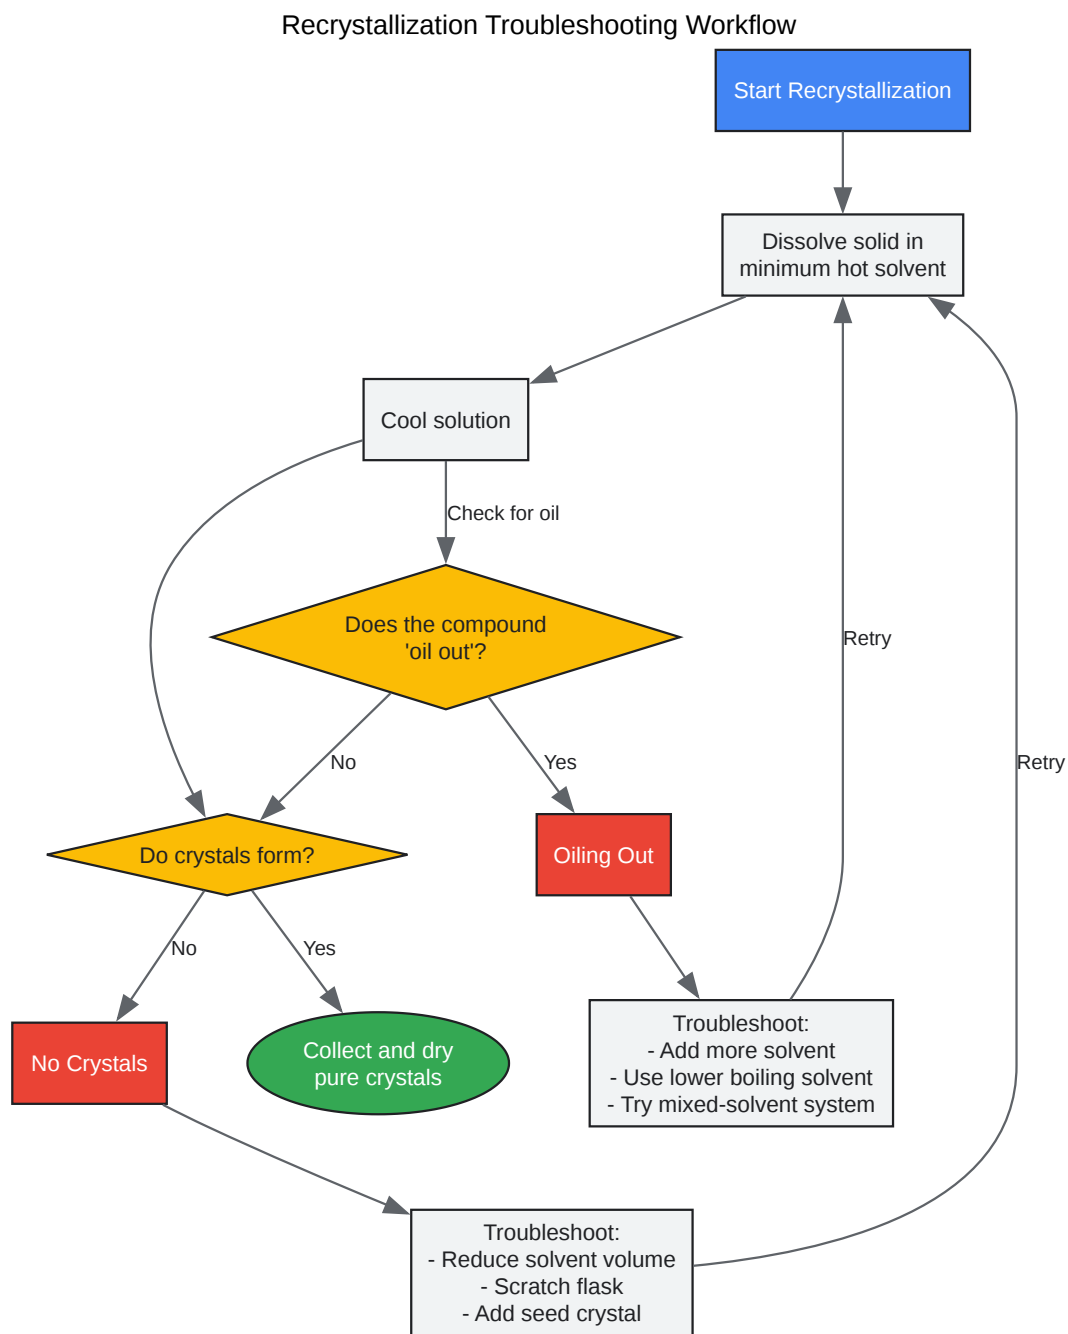 Recrystallization Troubleshooting Workflow
Start Recrystallization
Dissolve solid in
minimum hot solvent
Cool solution
Check for oil
Does the compound
'oil out'?
Retry
No
Yes
Retry
Do crystals form?
Oiling Out
No
Yes
No Crystals
Collect and dry
pure crystals
Troubleshoot:
- Add more solvent
- Use lower boiling solvent
- Try mixed-solvent system
Troubleshoot:
- Reduce solvent volume
- Scratch flask
- Add seed crystal